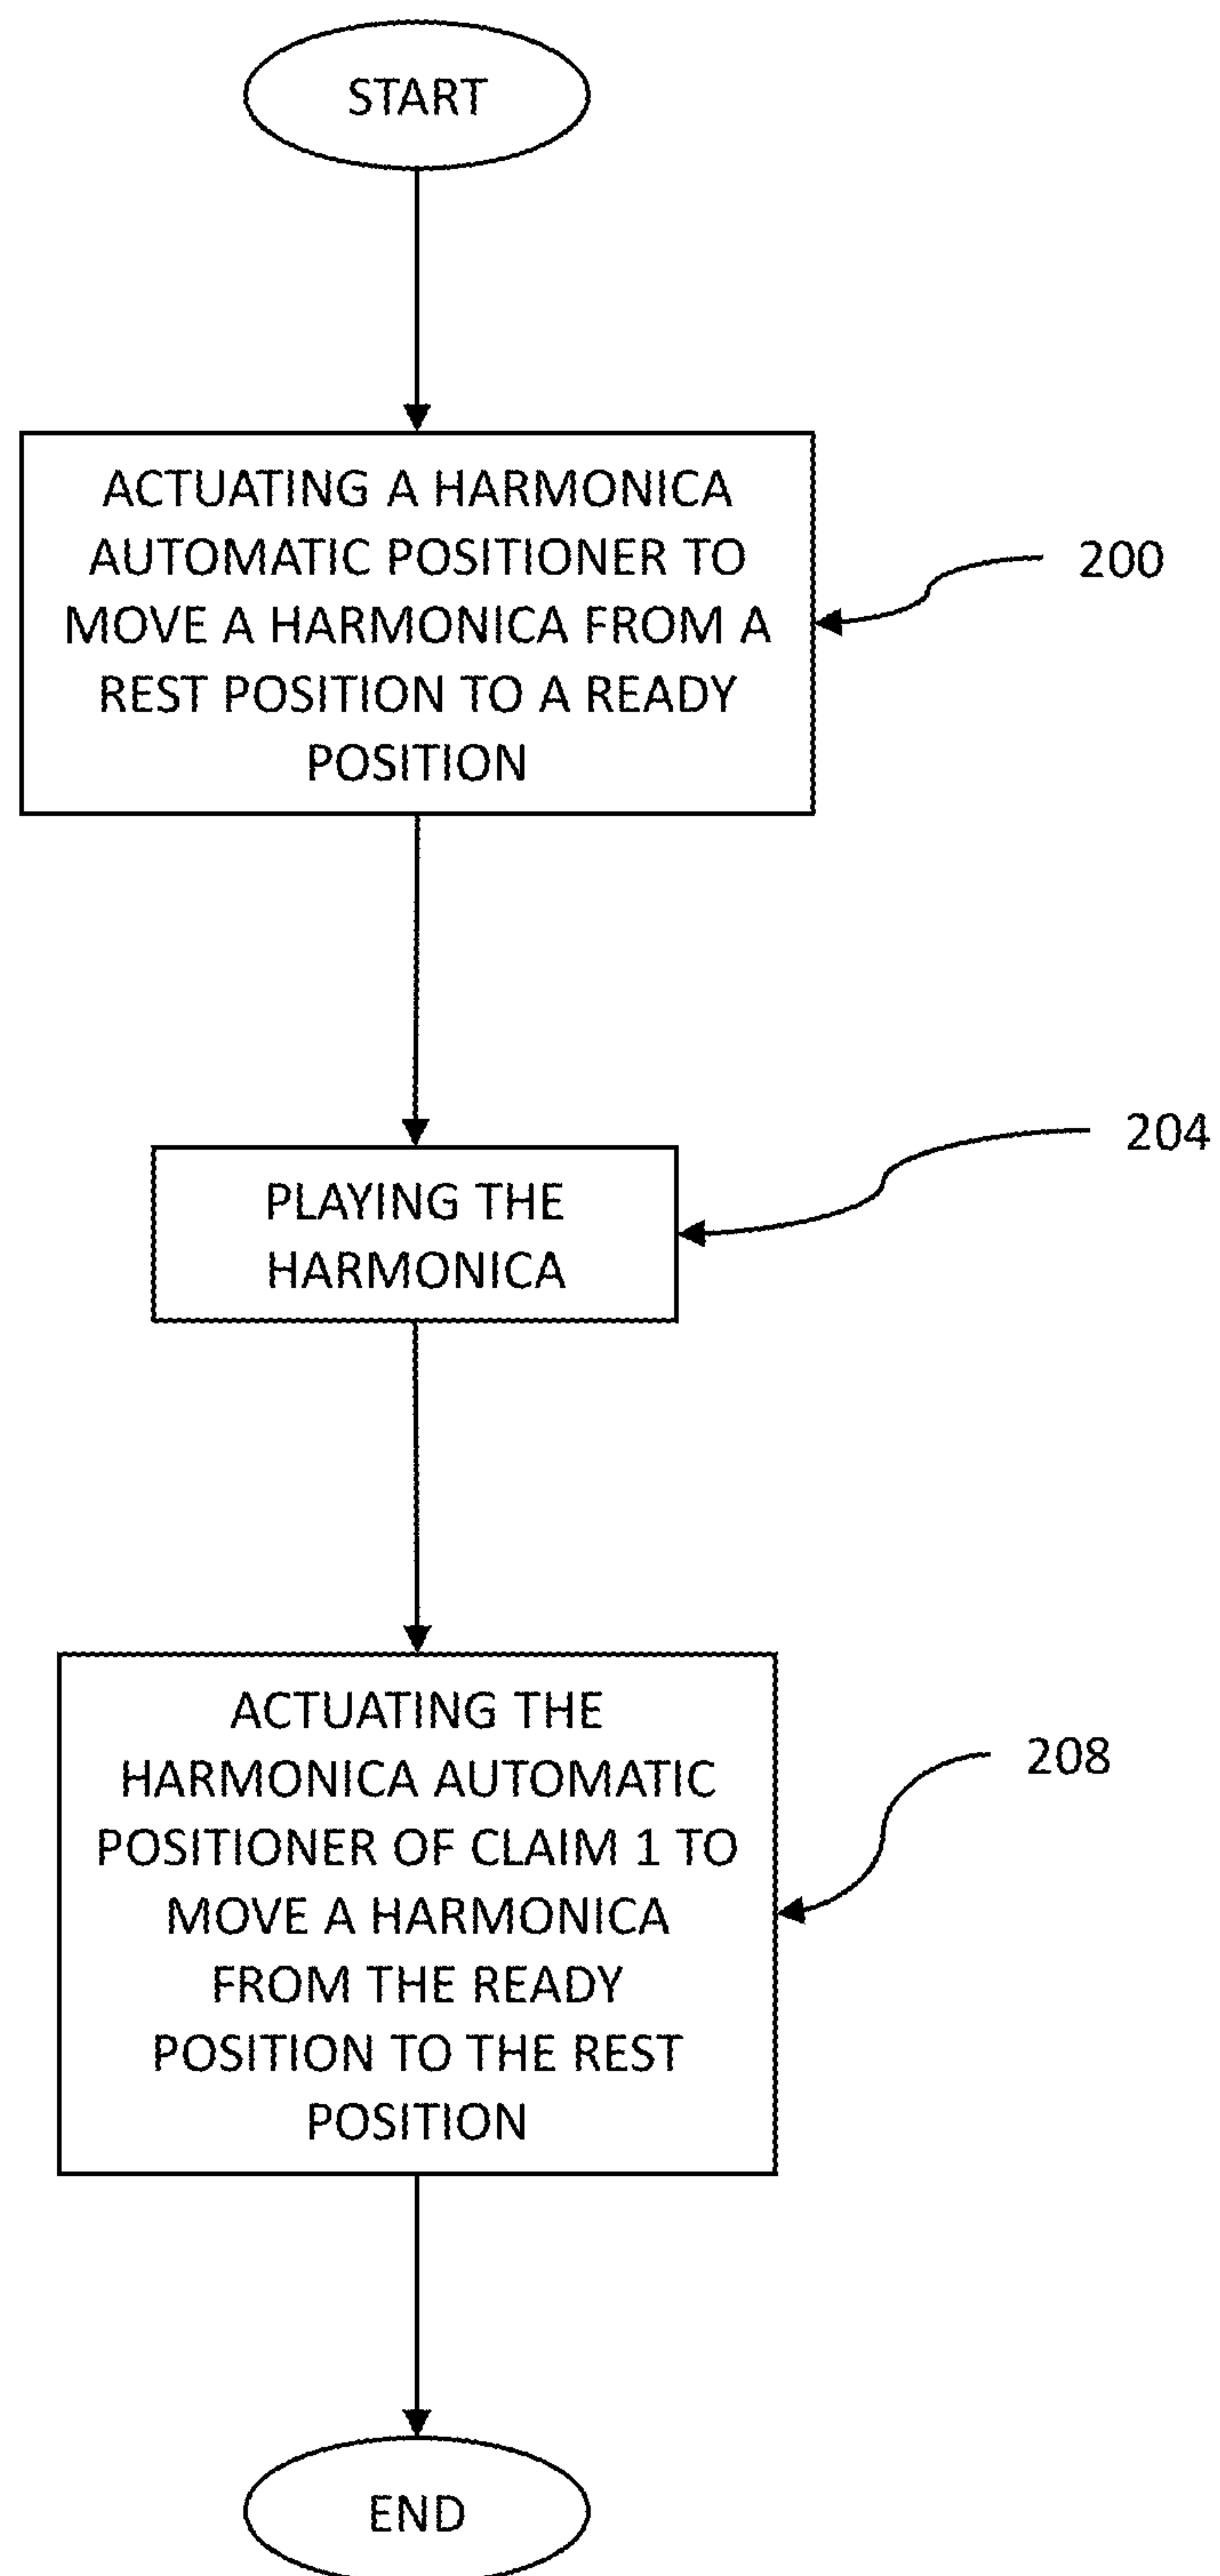 START
ACTUATING A HARMONICA
AUTOMATIC POSITIONER TO
MOVE A HARMONICA FROM A
REST POSITION TO A READY
POSITION
200
PLAYING THE
HARMONICA
204
ACTUATING THE
HARMONICA AUTOMATIC
POSITIONER OF CLAIM 1 TO
MOVE A HARMONICA
FROM THE READY
POSITION TO THE REST
POSITION
208
END